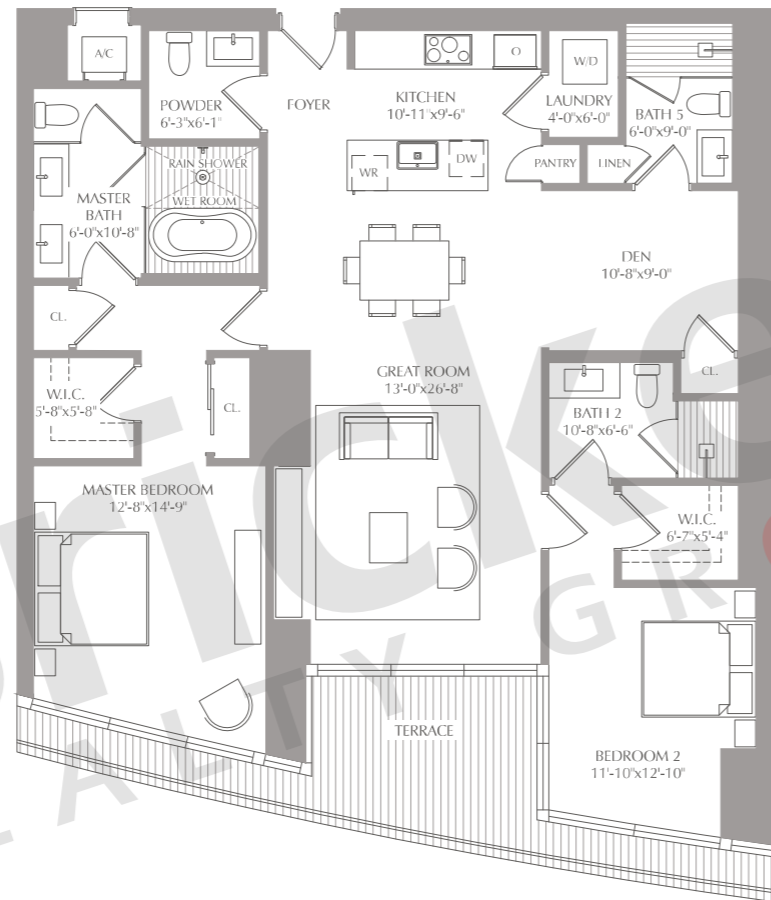 A/C
POWDER
6'-3"x6'-1"
FOYER
KITCHEN
10'-11"x9'-6"
O
W/D
LAUNDRY
4'-0"x6'-0"
BATH 5
6'-0"x9'-0"
RAIN SHOWER
WET ROOM
WR
DW
PANTRY
LINEN
MASTER
BATH
6'-0"x10'-8"
DEN
10'-8"x9'-0"
CL.
GREAT ROOM
13'-0"x26'-8"
CL.
W.I.C.
5'-8"x5'-8"
CL.
BATH 2
10'-8"x6'-6"
MASTER BEDROOM
12'-8"x14'-9"
W.I.C.
6'-7"x5'-4"
TERRACE
BEDROOM 2
11'-10"x12'-10"
ricke
EALTY GR